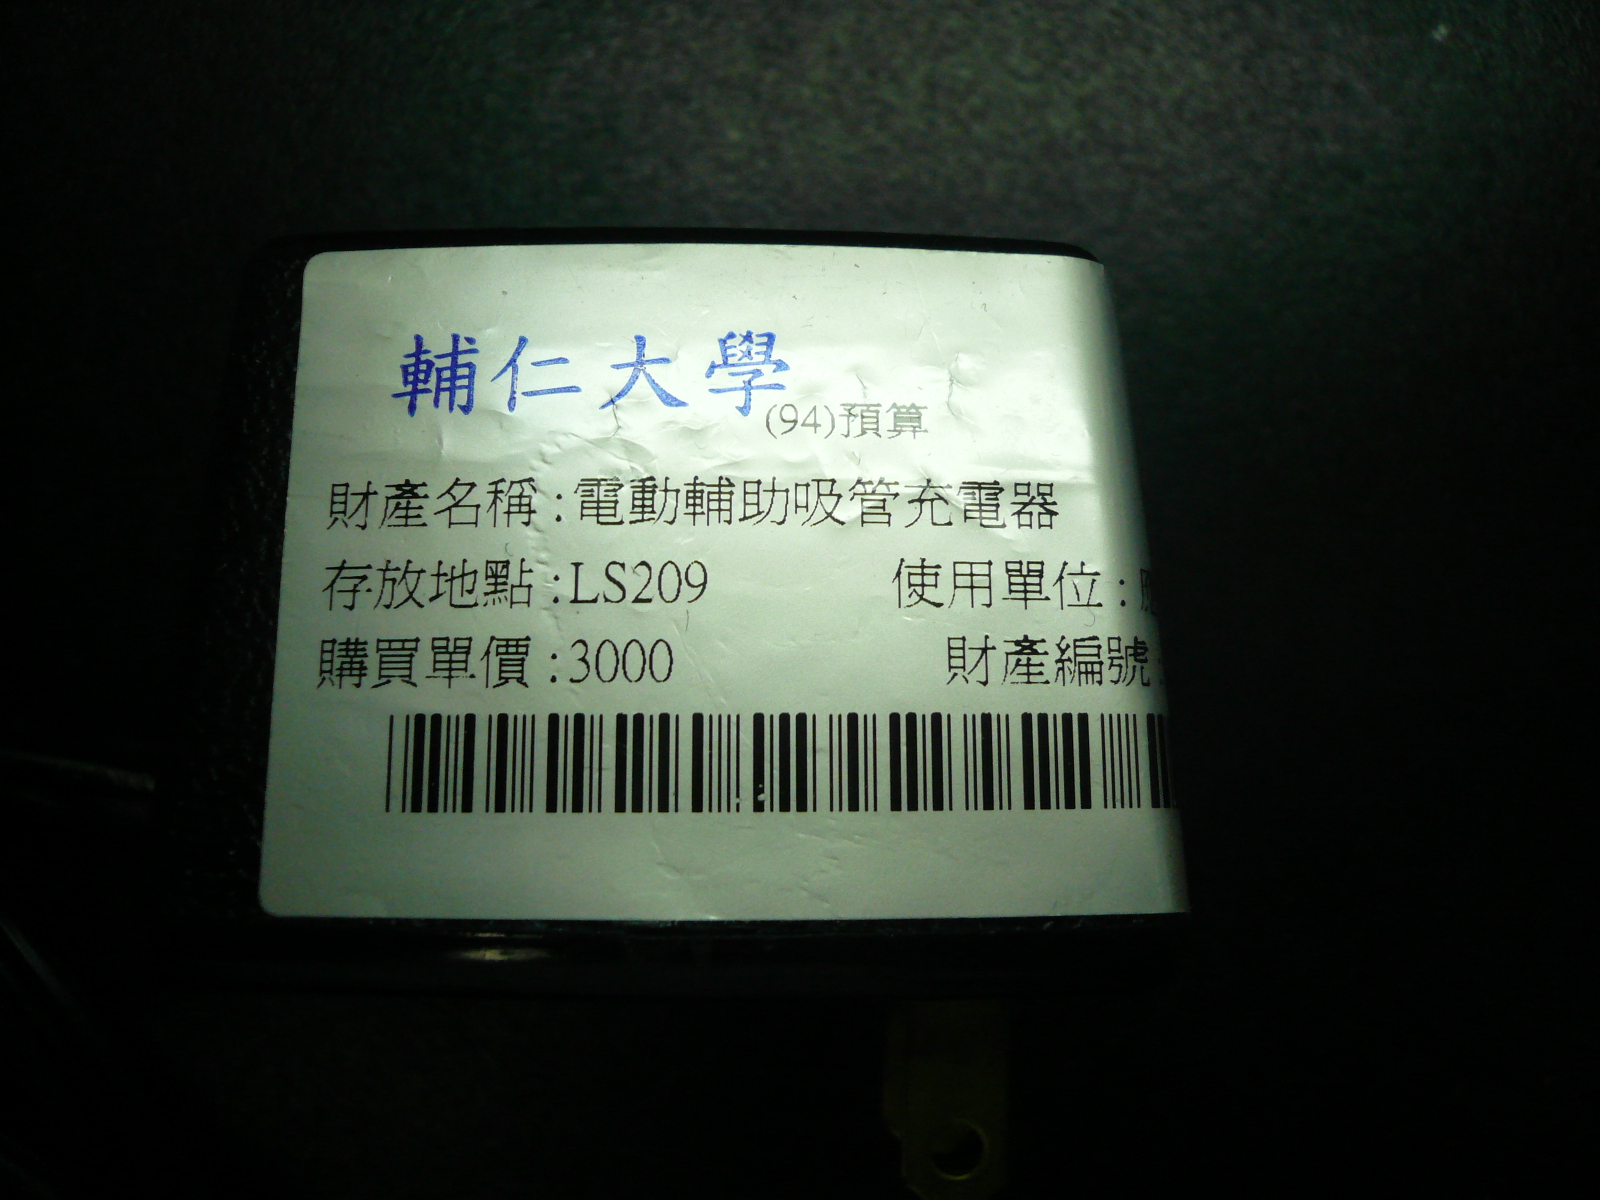 輔仁大學
(94)預算
財產名稱:電動輔助吸管充電器
存放地點:LS209 使用單位:
購買單價:3000 財產編號: